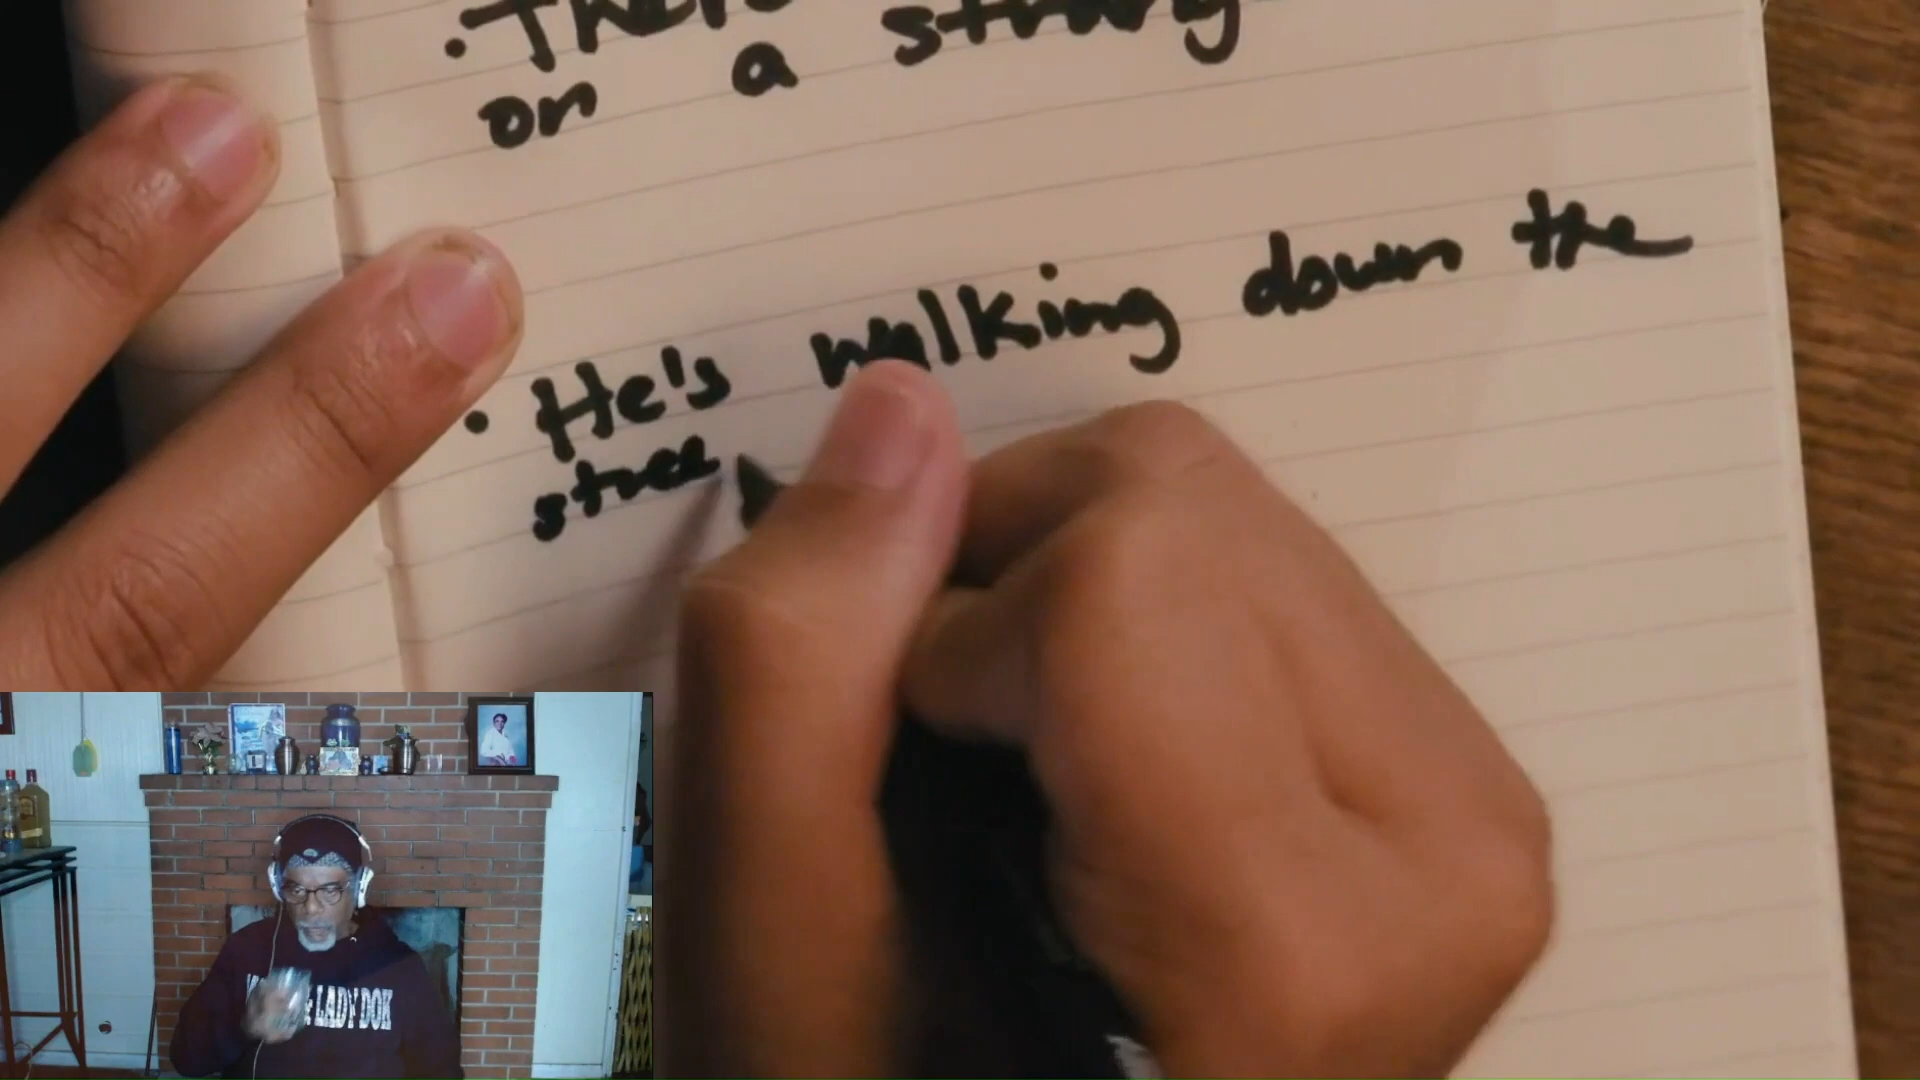 on a
• He's walking down the
stree
LADY DOK